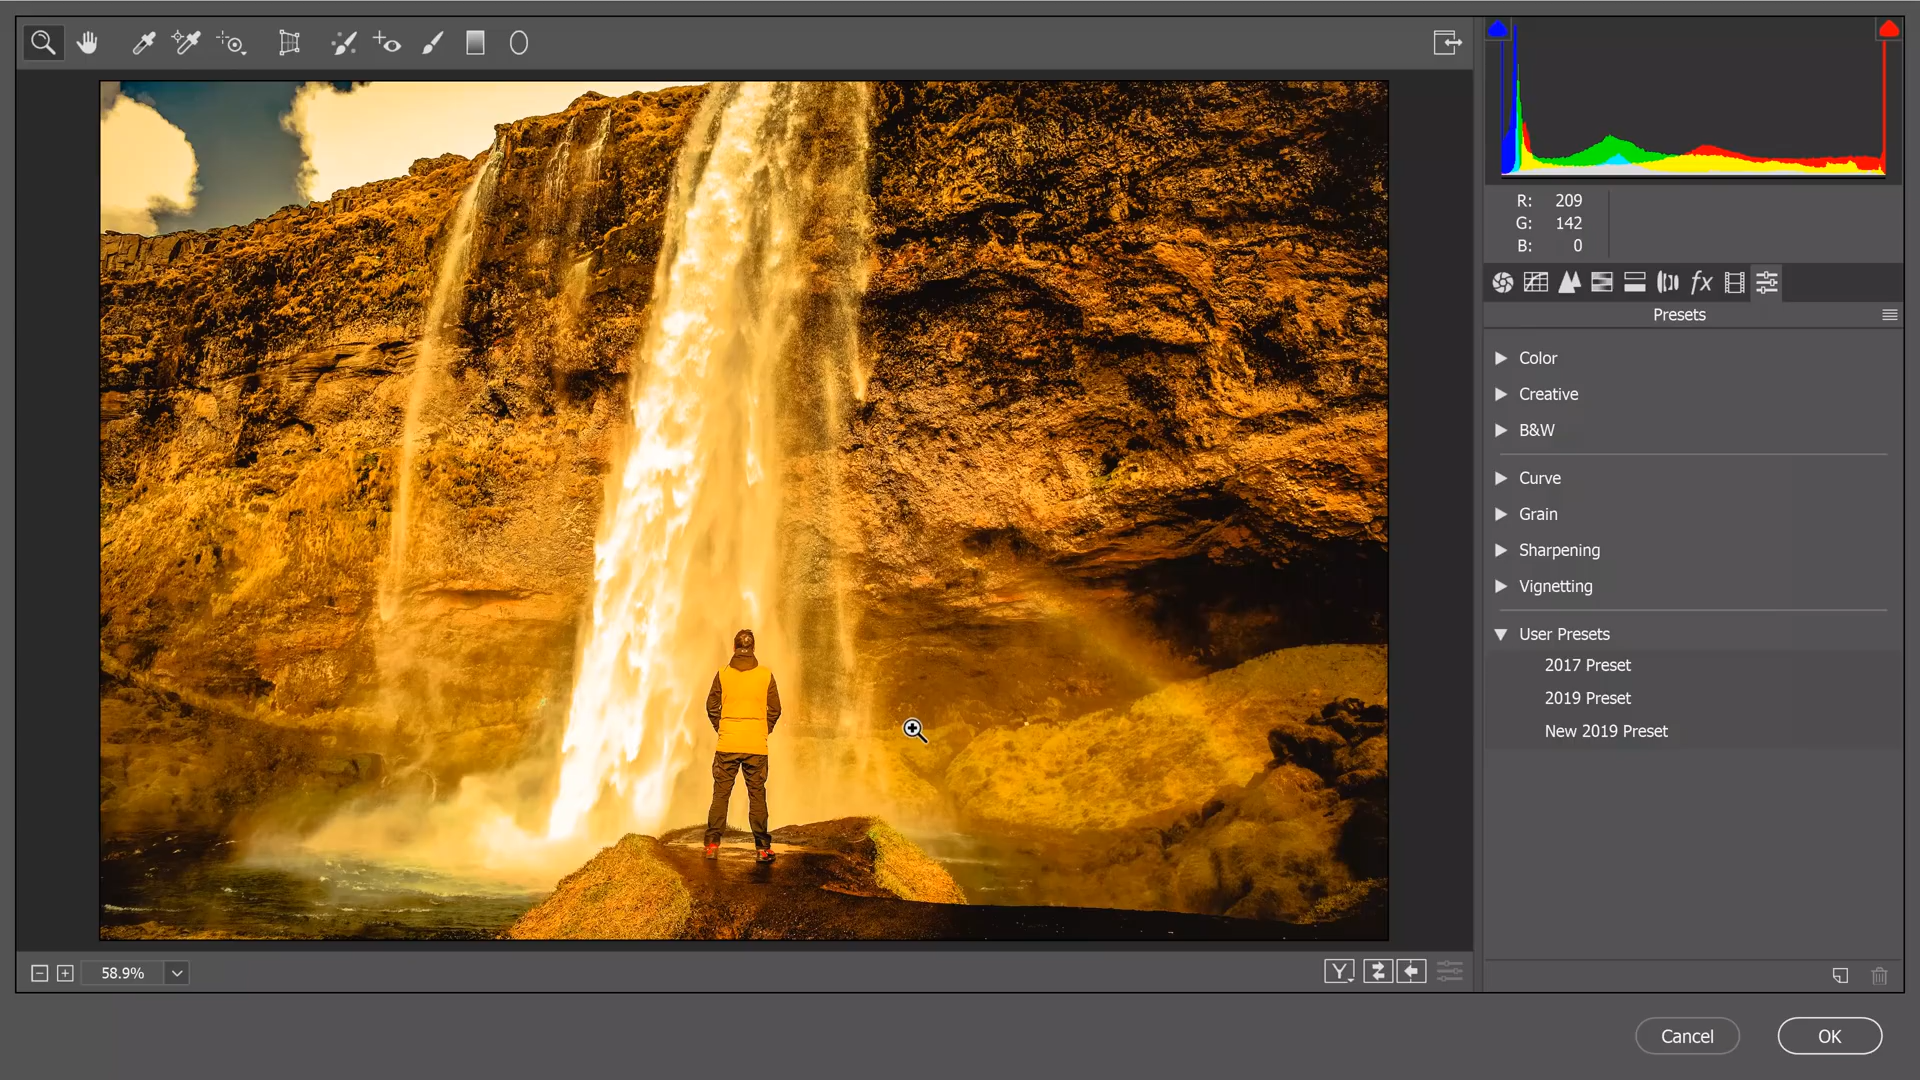 R: 209
G: 142
B: 0
fx
Presets
Color
Creative
B&W
Curve
Grain
Sharpening
Vignetting
User Presets
2017 Preset
2019 Preset
New 2019 Preset
58.9%
Y
Cancel
OK